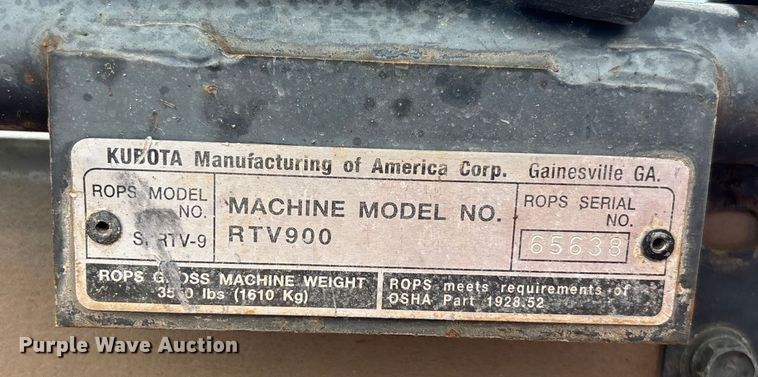 KUBOTA Manufacturing of America Corp. Gainesville GA.
ROPS MODEL NO.
MACHINE MODEL NO.
RTV900
ROPS SERIAL NO.
65638
ROPS MACHINE WEIGHT
lbs (1610 Kg)
ROPS meets requirements of
OSHA Part 1928.52
Purple Wave Auction